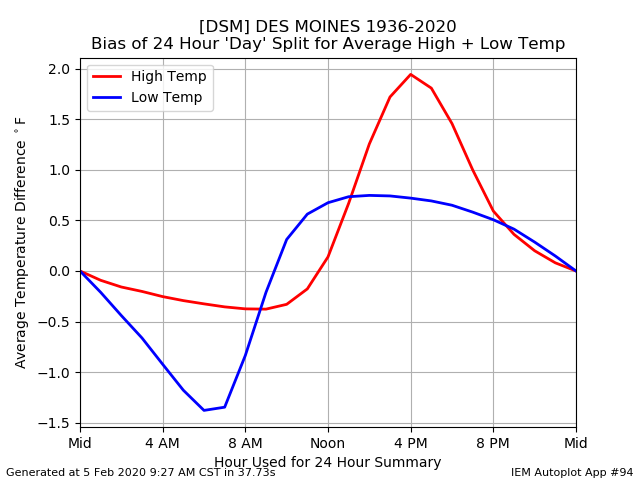 [DSM] DES MOINES 1936-2020
Bias of 24 Hour 'Day' Split for Average High + Low Temp
High Temp
Low Temp
2.0
1.5
1.0
0.5
0.0
−0.5
−1.0
−1.5
Average Temperature Difference °F
Mid
4 AM
8 AM
Noon
4 PM
8 PM
Mid
Hour Used for 24 Hour Summary
Generated at 5 Feb 2020 9:27 AM CST in 37.73s
IEM Autoplot App #94